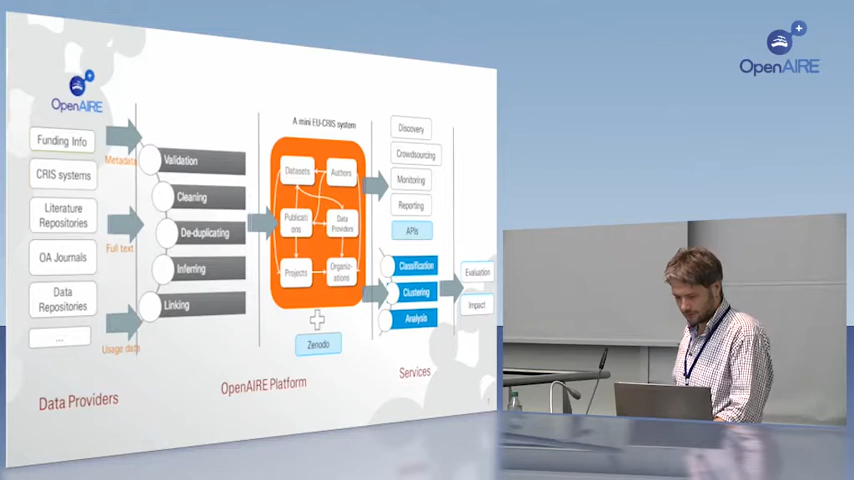 OpenAIRE
OpenAIRE
Funding Info
CRIS systems
Literature
Repositories
OA Journals
Data
Repositories
...
Metadata
Full text
Usage data
Validation
Cleaning
De-duplicating
Inferring
Linking
A mini EU-CRIS system
Datasets
Authors
Publicati
ons
Data
Providers
Projects
Organiz-
ations
Zenodo
Discovery
Crowdsourcing
Monitoring
Reporting
APIs
Classification
Clustering
Analysis
Evaluation
Impact
Data Providers
OpenAIRE Platform
Services